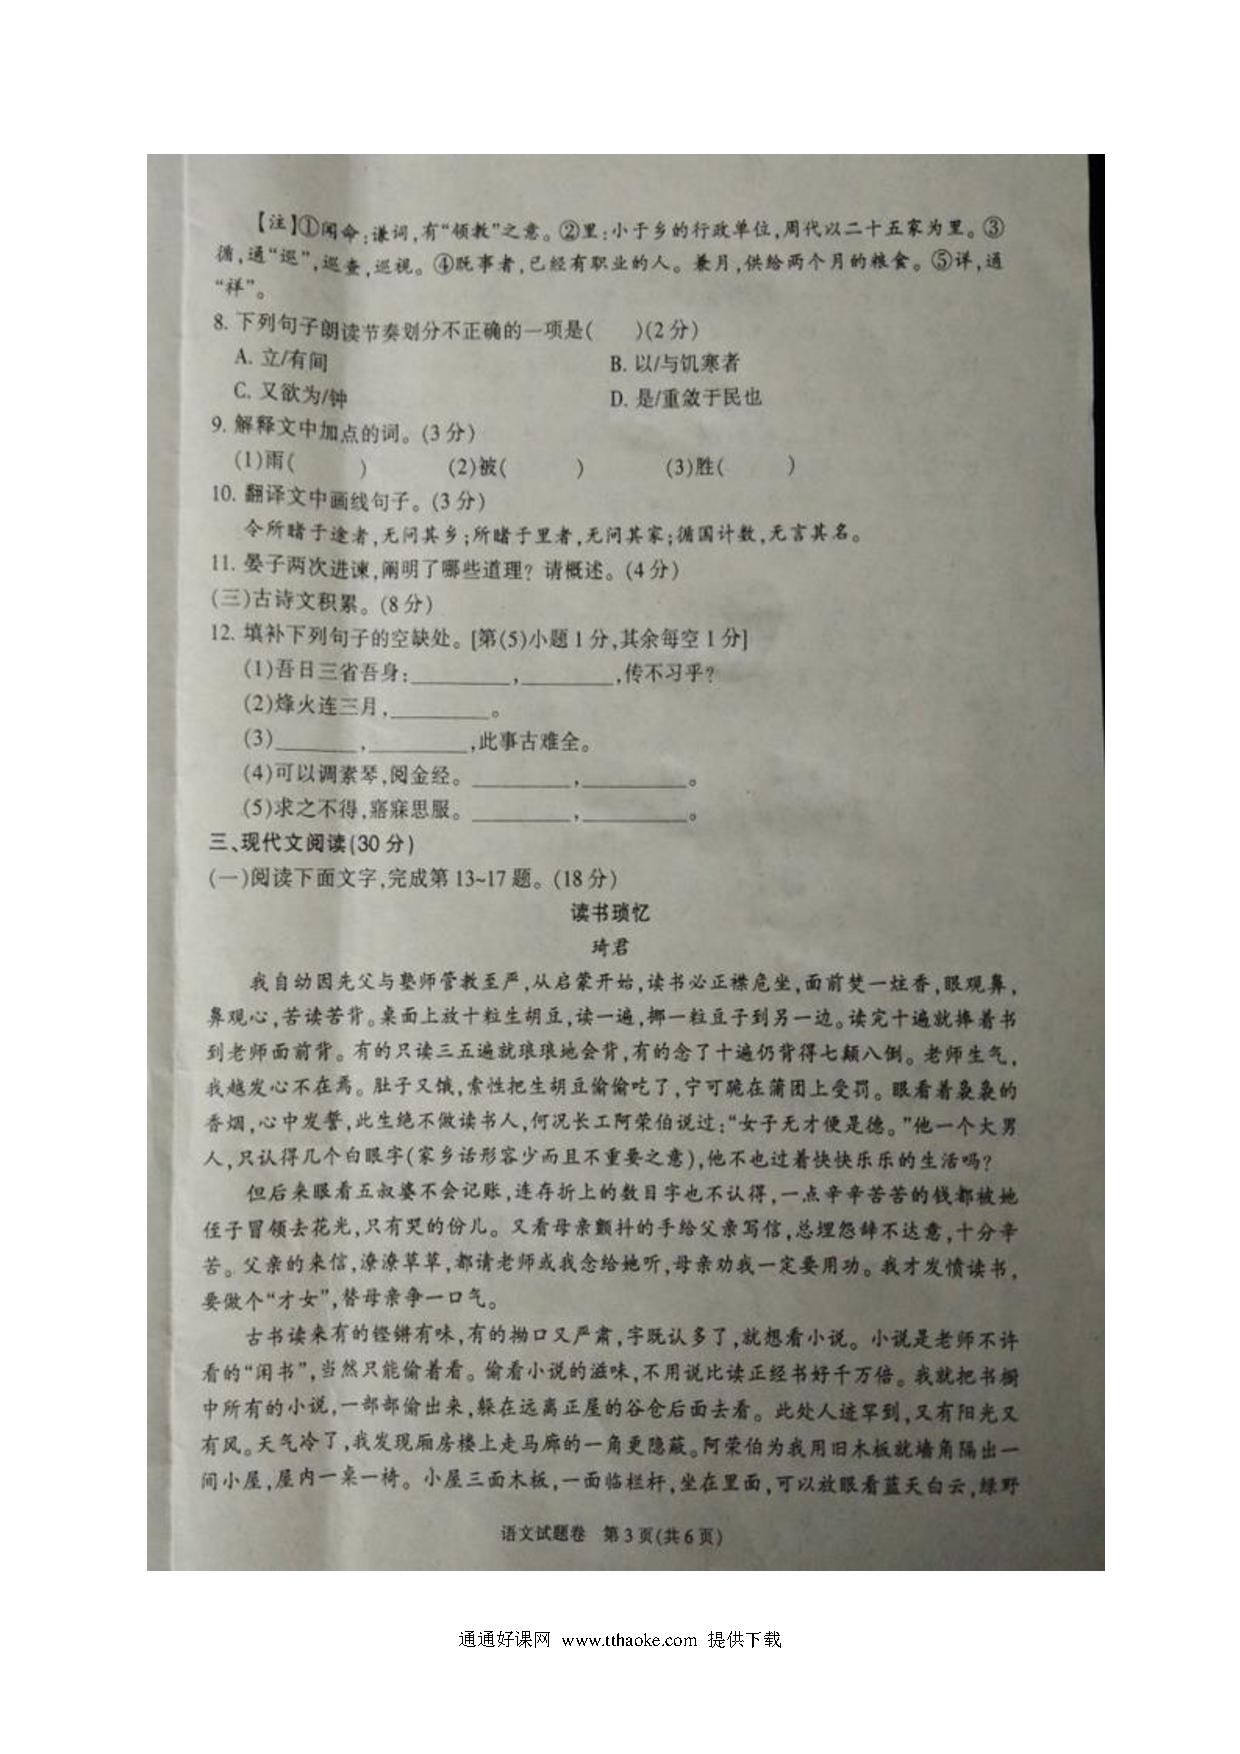 【注】①闻命:谦词,有“领教”之意。②里:小于乡的行政单位,周代以二十五家为里。③
循,通“巡”,巡查,巡视。④既事者,已经有职业的人。兼月,供给两个月的粮食。⑤详,通
“祥”。
8. 下列句子朗读节奏划分不正确的一项是(  )(2分)
A. 立/有间 B. 以/与饥寒者
C. 又欲为/钟 D. 是/重敛于民也
9. 解释文中加点的词。(3分)
(1)雨(  ) (2)被(  ) (3)胜(  )
10. 翻译文中画线句子。(3分)
令所睹于途者,无问其乡;所睹于里者,无问其家;循国计数,无言其名。
11. 晏子两次进谏,阐明了哪些道理?请概述。(4分)
(三)古诗文积累。(8分)
12. 填补下列句子的空缺处。[第(5)小题1分,其余每空1分]
(1)吾日三省吾身:________,________,传不习乎?
(2)烽火连三月,________。
(3)________,________,此事古难全。
(4)可以调素琴,阅金经。________,________。
(5)求之不得,寤寐思服。________,________。
三、现代文阅读(30分)
(一)阅读下面文字,完成第13~17题。(18分)
读书琐忆
琦君
我自幼因先父与塾师管教至严,从启蒙开始,读书必正襟危坐,面前焚一炷香,眼观鼻,
鼻观心,苦读苦背。桌面上放十粒生胡豆,读一遍,挪一粒豆子到另一边。读完十遍就捧着书
到老师面前背。有的只读三五遍就琅琅地会背,有的念了十遍仍背得七颠八倒。老师生气,
我越发心不在焉。肚子又饿,索性把生胡豆偷偷吃了,宁可跪在蒲团上受罚。眼看着袅袅的
香烟,心中发誓,此生绝不做读书人,何况长工阿荣伯说过:“女子无才便是德。”他一个大男
人,只认得几个白眼字(家乡话形容少而且不重要之意),他不也过着快快乐乐的生活吗?
但后来眼看五叔婆不会记账,连存折上的数目字也不认得,一点辛辛苦苦的钱都被她
侄子冒领去花光,只有哭的份儿。又看母亲颤抖的手给父亲写信,总埋怨辞不达意,十分辛
苦。父亲的来信,潦潦草草,都请老师或我念给她听,母亲劝我一定要用功。我才发愤读书,
要做个“才女”,替母亲争一口气。
古书读来有的铿锵有味,有的拗口又严肃,字既认多了,就想看小说。小说是老师不许
看的“闲书”,当然只能偷着看。偷看小说的滋味,不用说比读正经书好千万倍。我就把书橱
中所有的小说,一部部偷出来,躲在远离正屋的谷仓后面去看。此处人迹罕到,又有阳光又
有风。天气冷了,我发现厢房楼上走马廊的一角更隐蔽。阿荣伯为我用旧木板就墙角隔出一
间小屋,屋内一桌一椅。小屋三面木板,一面临栏杆,坐在里面,可以放眼看蓝天白云,绿野
语文试题卷 第3页(共6页)
通通好课网 www.tthaoke.com 提供下载